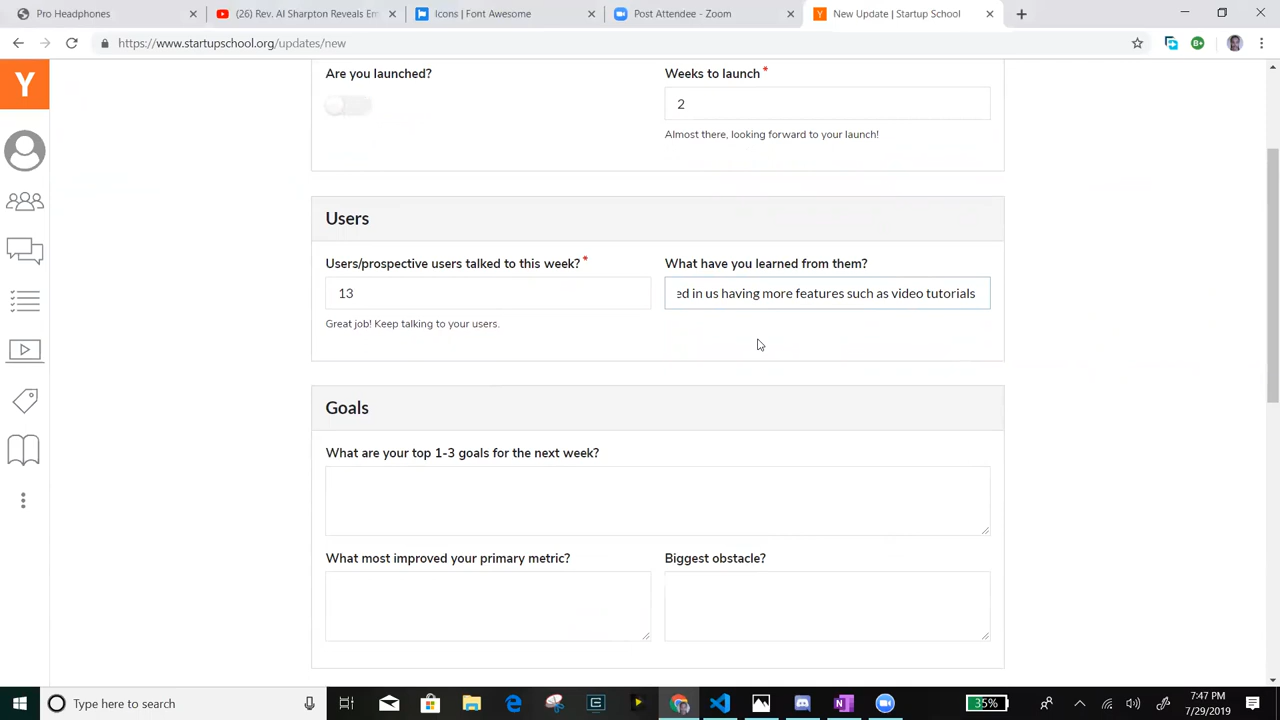 Pro Headphones
(26) Rev. Al Sharpton Reveals Em
Icons | Font Awesome
Post Attendee - Zoom
New Update | Startup School
https://www.startupschool.org/updates/new
Y
Are you launched?
Weeks to launch *
2
Almost there, looking forward to your launch!
Users
Users/prospective users talked to this week? *
What have you learned from them?
13
ed in us having more features such as video tutorials
Great job! Keep talking to your users.
Goals
What are your top 1-3 goals for the next week?
What most improved your primary metric?
Biggest obstacle?
Type here to search
35%
7:47 PM
7/29/2019